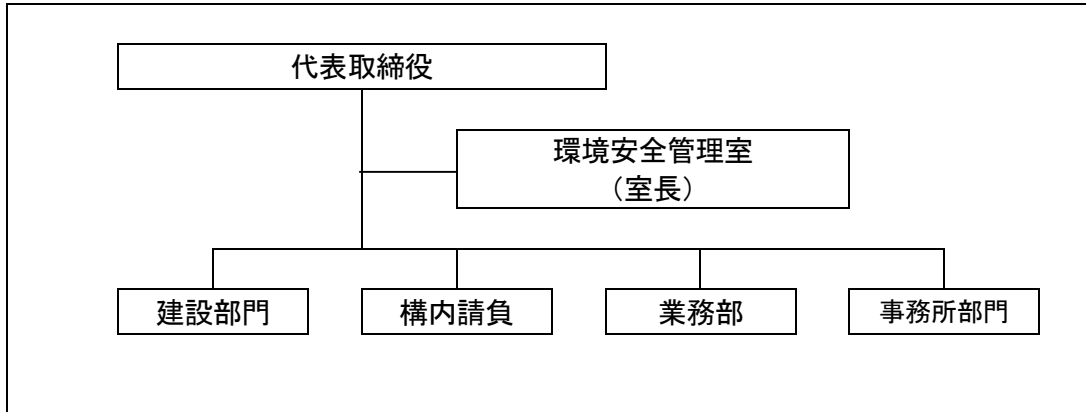 代表取締役
環境安全管理室
（室長）
建設部門
構内請負
業務部
事務所部門